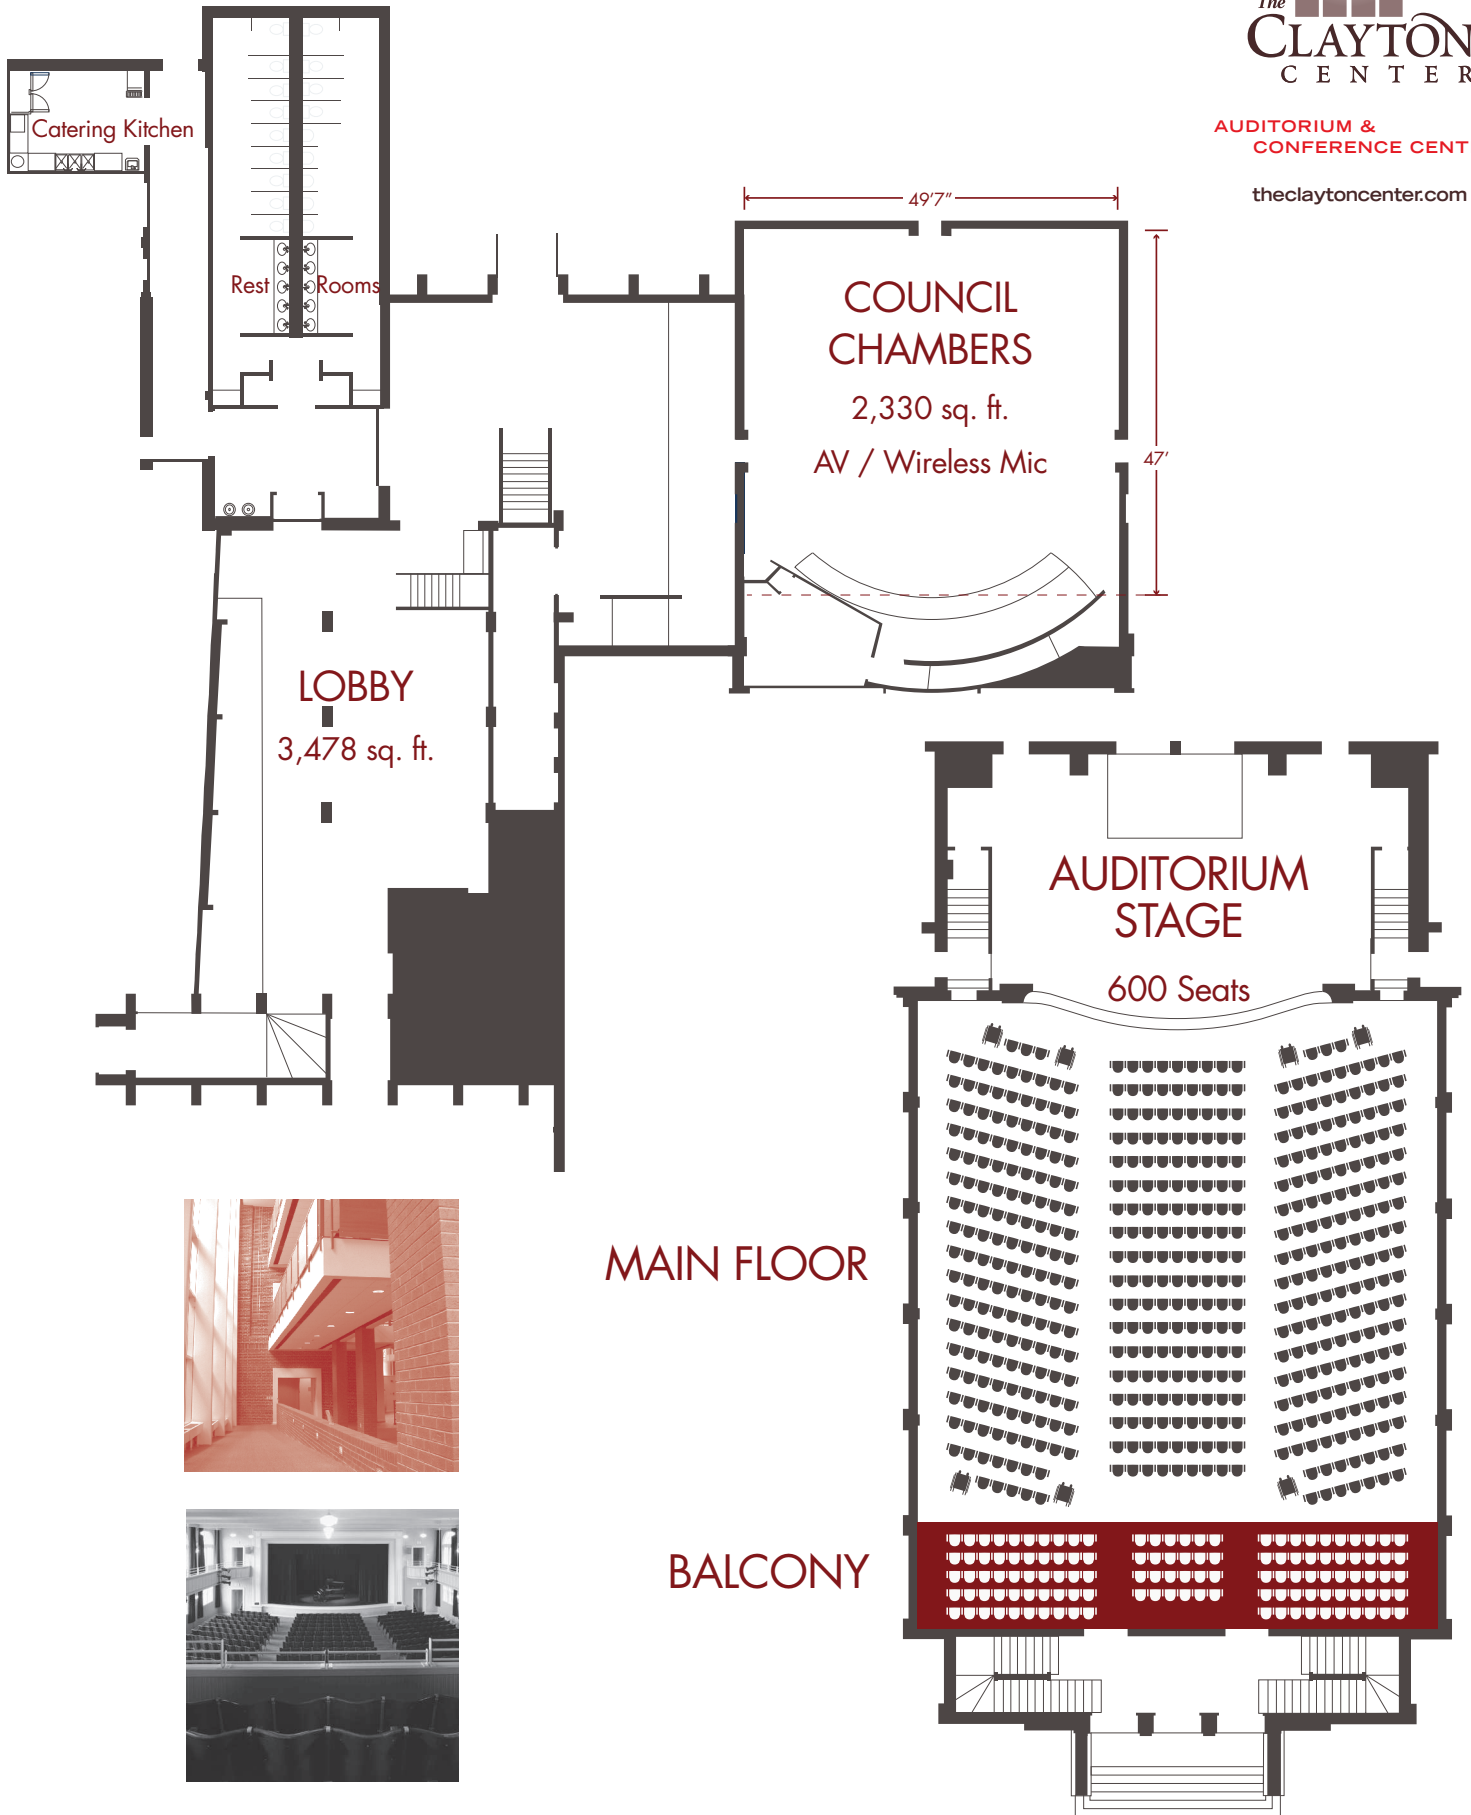 The
CLAYTON
CENTER
AUDITORIUM &
CONFERENCE CENT
theclaytoncenter.com
Catering Kitchen
49'7"
Rest Rooms
COUNCIL
CHAMBERS
2,330 sq. ft.
AV / Wireless Mic
47'
LOBBY
3,478 sq. ft.
AUDITORIUM
STAGE
600 Seats
MAIN FLOOR
BALCONY